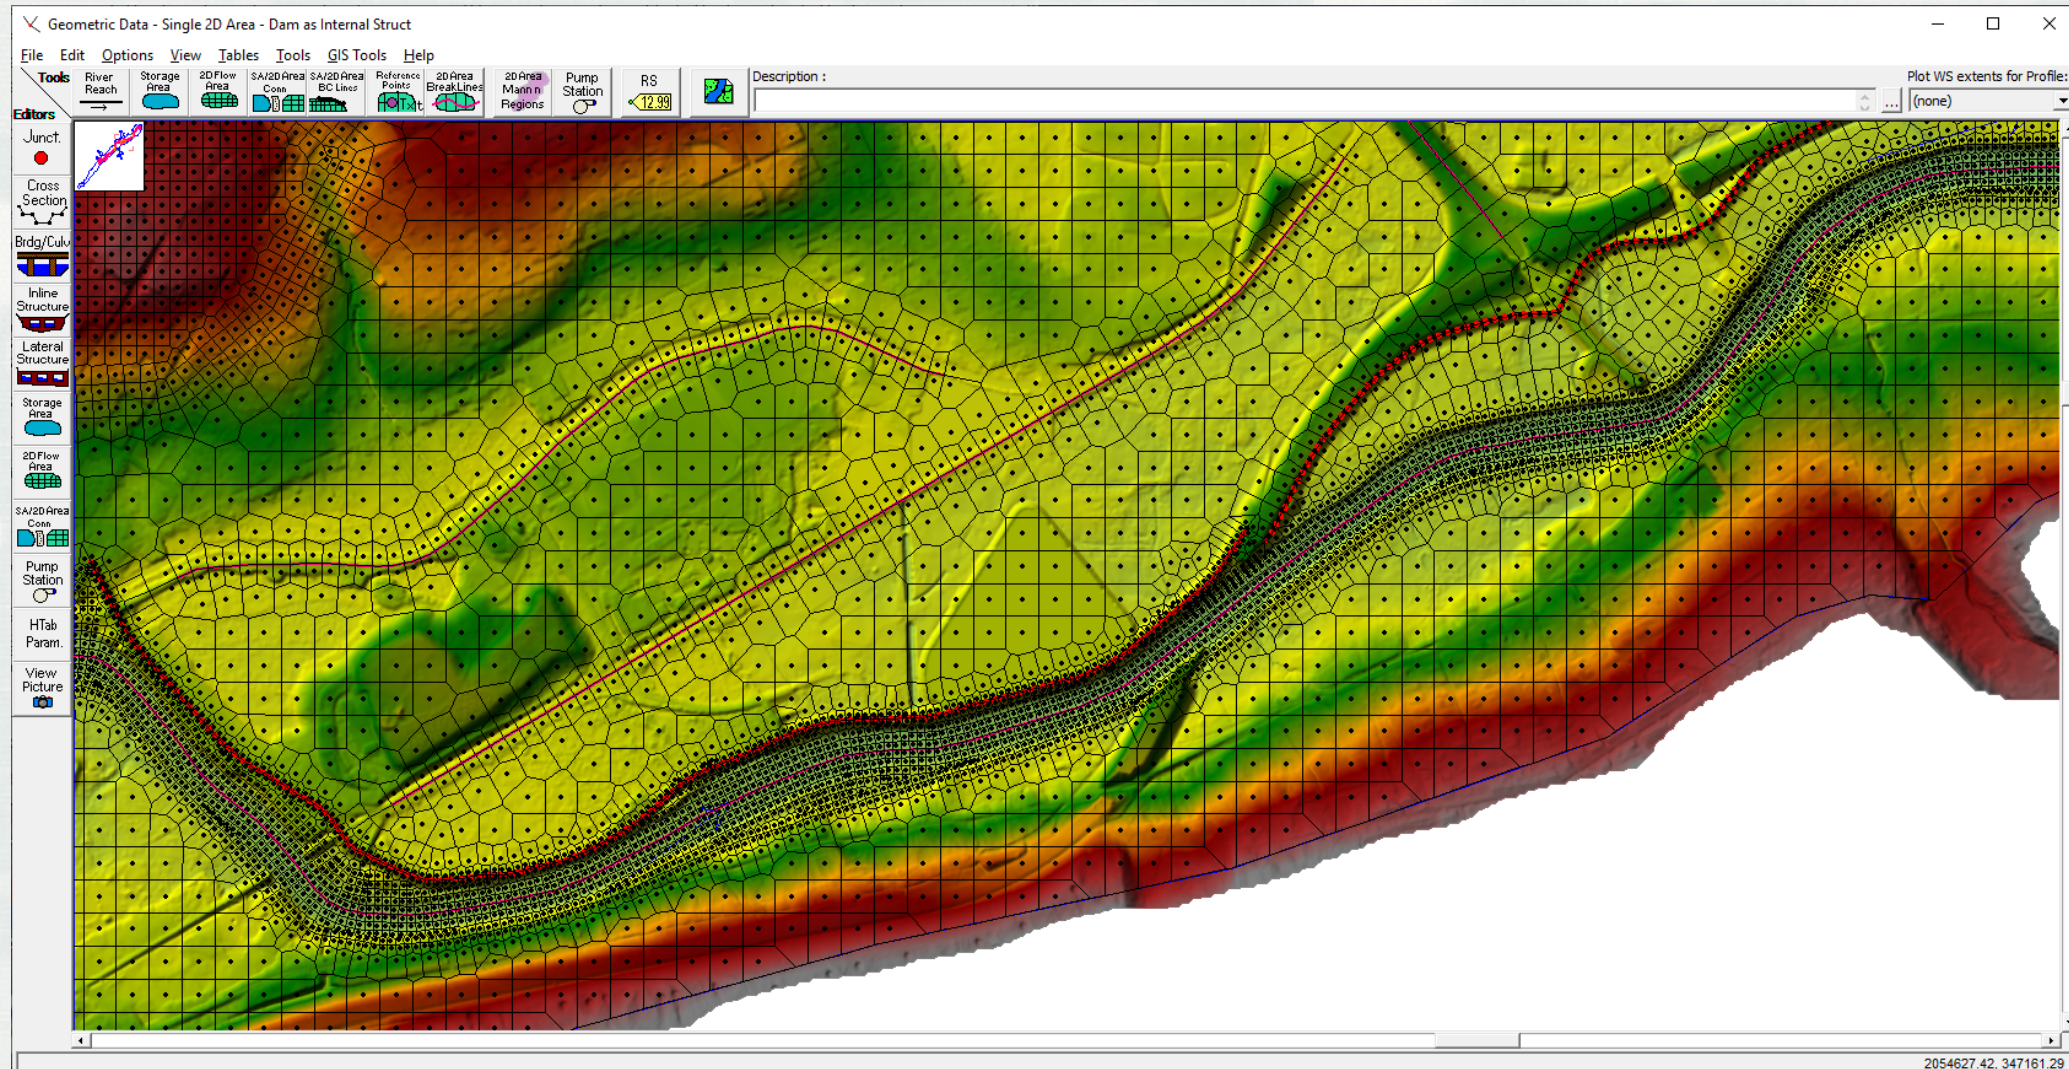 Geometric Data - Single 2D Area - Dam as Internal Struct
File Edit Options View Tables Tools GIS Tools Help
Tools
Editors
River
Reach
Storage
Area
2D Flow
Area
SA/2D Area
Conn
SA/2D Area
BC Lines
Reference
Points
2D Area
BreakLines
2D Area
Mann n
Regions
Pump
Station
RS
12.99
Description :
...
Plot WS extents for Profile:
(none)
Junct.
Cross
Section
Brdg/Culv
Inline
Structure
Lateral
Structure
Storage
Area
2D Flow
Area
SA/2D Area
Conn
Pump
Station
HTab
Param.
View
Picture
2054627.42, 347161.29